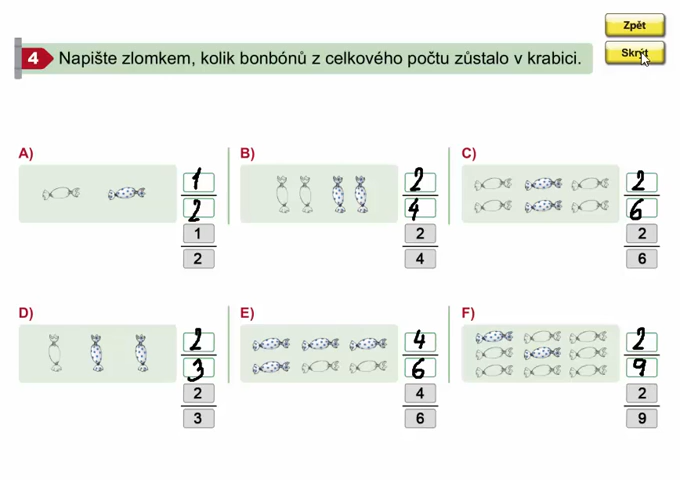 Zpět
Skrýt
4 Napište zlomkem, kolik bonbónů z celkového počtu zůstalo v krabici.
A) B) C)
1 2 2
2 4 6
1 2 2
2 4 6
D) E) F)
2 4 2
3 6 9
2 4 2
3 6 9